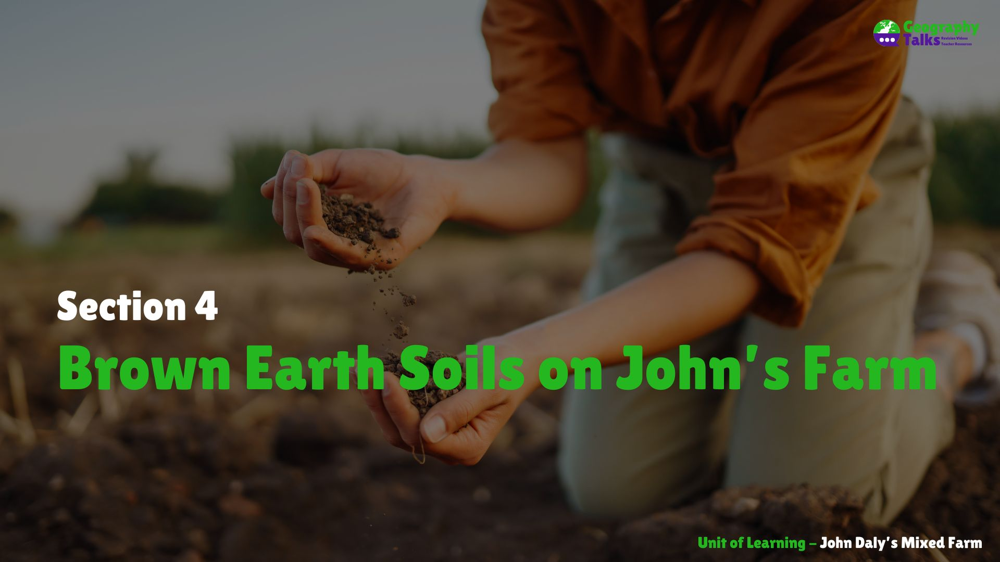 Geography
Talks Revision Videos
Teacher Resources
Section 4
Brown Earth Soils on John's Farm
Unit of Learning – John Daly's Mixed Farm